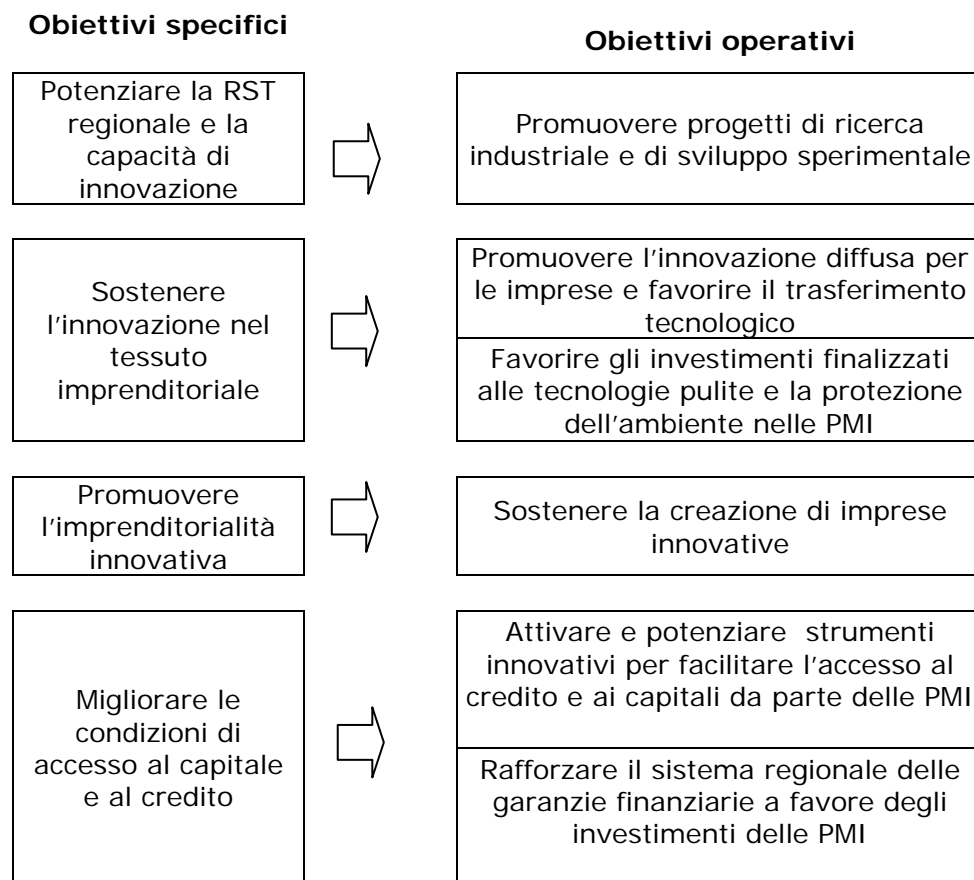 Obiettivi specifici
Obiettivi operativi
Potenziare la RST
regionale e la
capacità di
innovazione
Promuovere progetti di ricerca
industriale e di sviluppo sperimentale
Sostenere
l'innovazione nel
tessuto
imprenditoriale
Promuovere l'innovazione diffusa per
le imprese e favorire il trasferimento
tecnologico
Favorire gli investimenti finalizzati
alle tecnologie pulite e la protezione
dell'ambiente nelle PMI
Promuovere
l'imprenditorialità
innovativa
Sostenere la creazione di imprese
innovative
Migliorare le
condizioni di
accesso al capitale
e al credito
Attivare e potenziare  strumenti
innovativi per facilitare l'accesso al
credito e ai capitali da parte delle PMI
Rafforzare il sistema regionale delle
garanzie finanziarie a favore degli
investimenti delle PMI